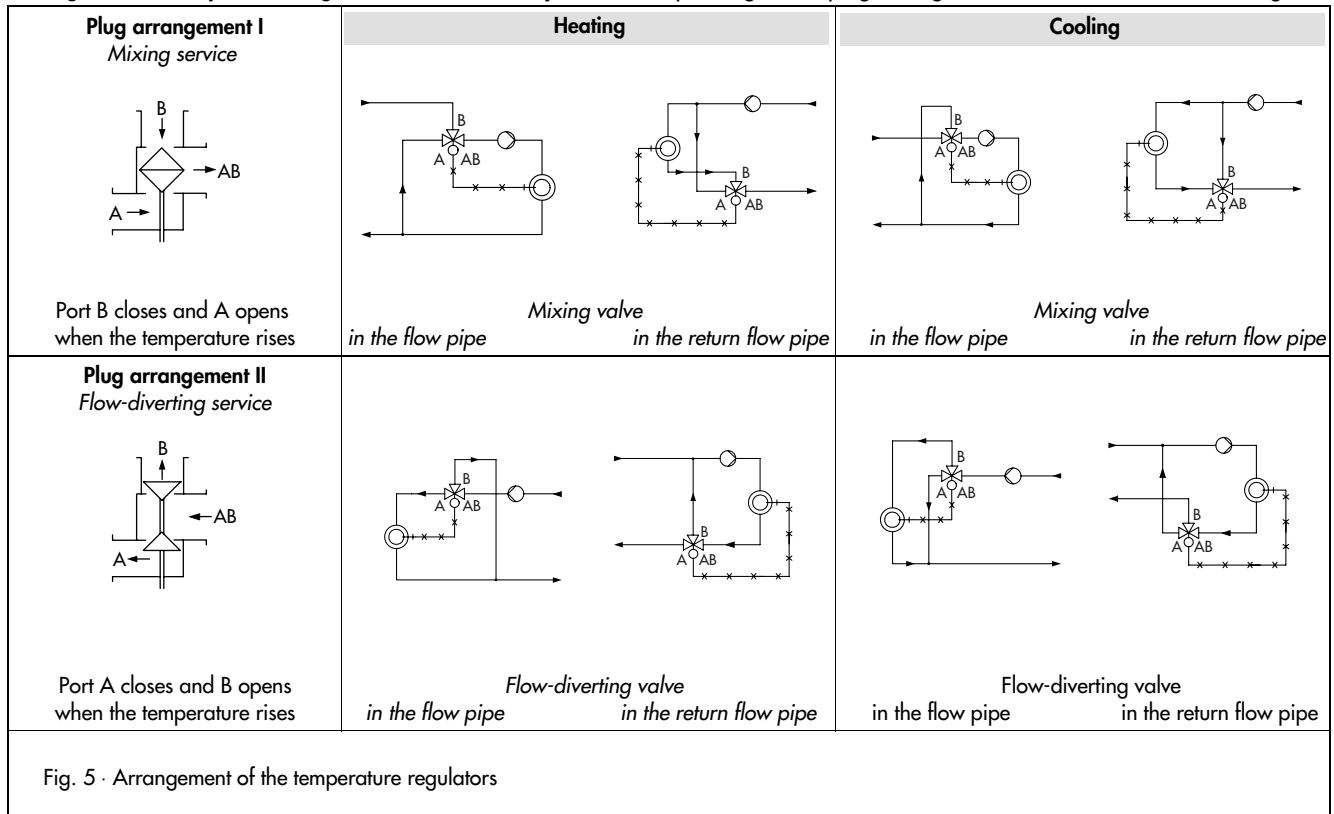 Plug arrangement I
Mixing service
B
AB
A
Port B closes and A opens
when the temperature rises
Heating
B
A AB
B
A AB
Mixing valve
in the flow pipe in the return flow pipe
Cooling
B
A AB
B
A AB
Mixing valve
in the flow pipe in the return flow pipe
Plug arrangement II
Flow-diverting service
B
AB
A
Port A closes and B opens
when the temperature rises
B
A AB
B
A AB
Flow-diverting valve
in the flow pipe in the return flow pipe
B
A AB
B
A AB
Flow-diverting valve
in the flow pipe in the return flow pipe
Fig. 5 · Arrangement of the temperature regulators